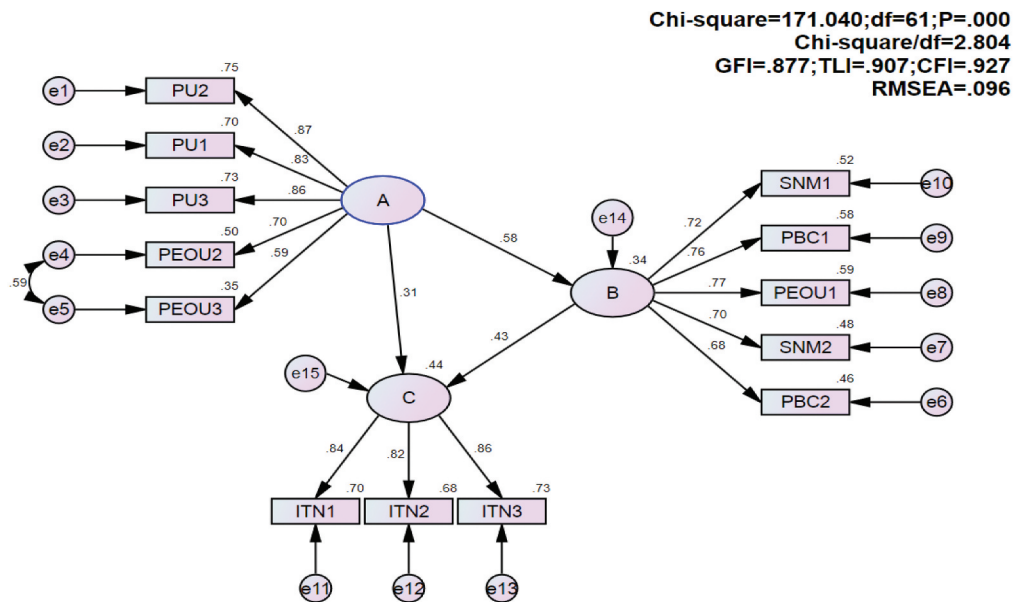 Chi-square=171.040;df=61;P=.000
Chi-square/df=2.804
GFI=.877;TLI=.907;CFI=.927
RMSEA=.096
.75
e1 PU2
.87
.70
e2 PU1
.83
.73
e3 PU3
.86
A
.50
e4 PEOU2
.70
.59
.35
e5 PEOU3
.59
.58
.31
e14
.34
B
.52
SNM1 e10
.72
.58
PBC1 e9
.76
.59
PEOU1 e8
.77
.48
SNM2 e7
.70
.46
PBC2 e6
.68
.43
e15
.44
C
.84 .82 .86
.70 .68 .73
ITN1 ITN2 ITN3
e11 e12 e13